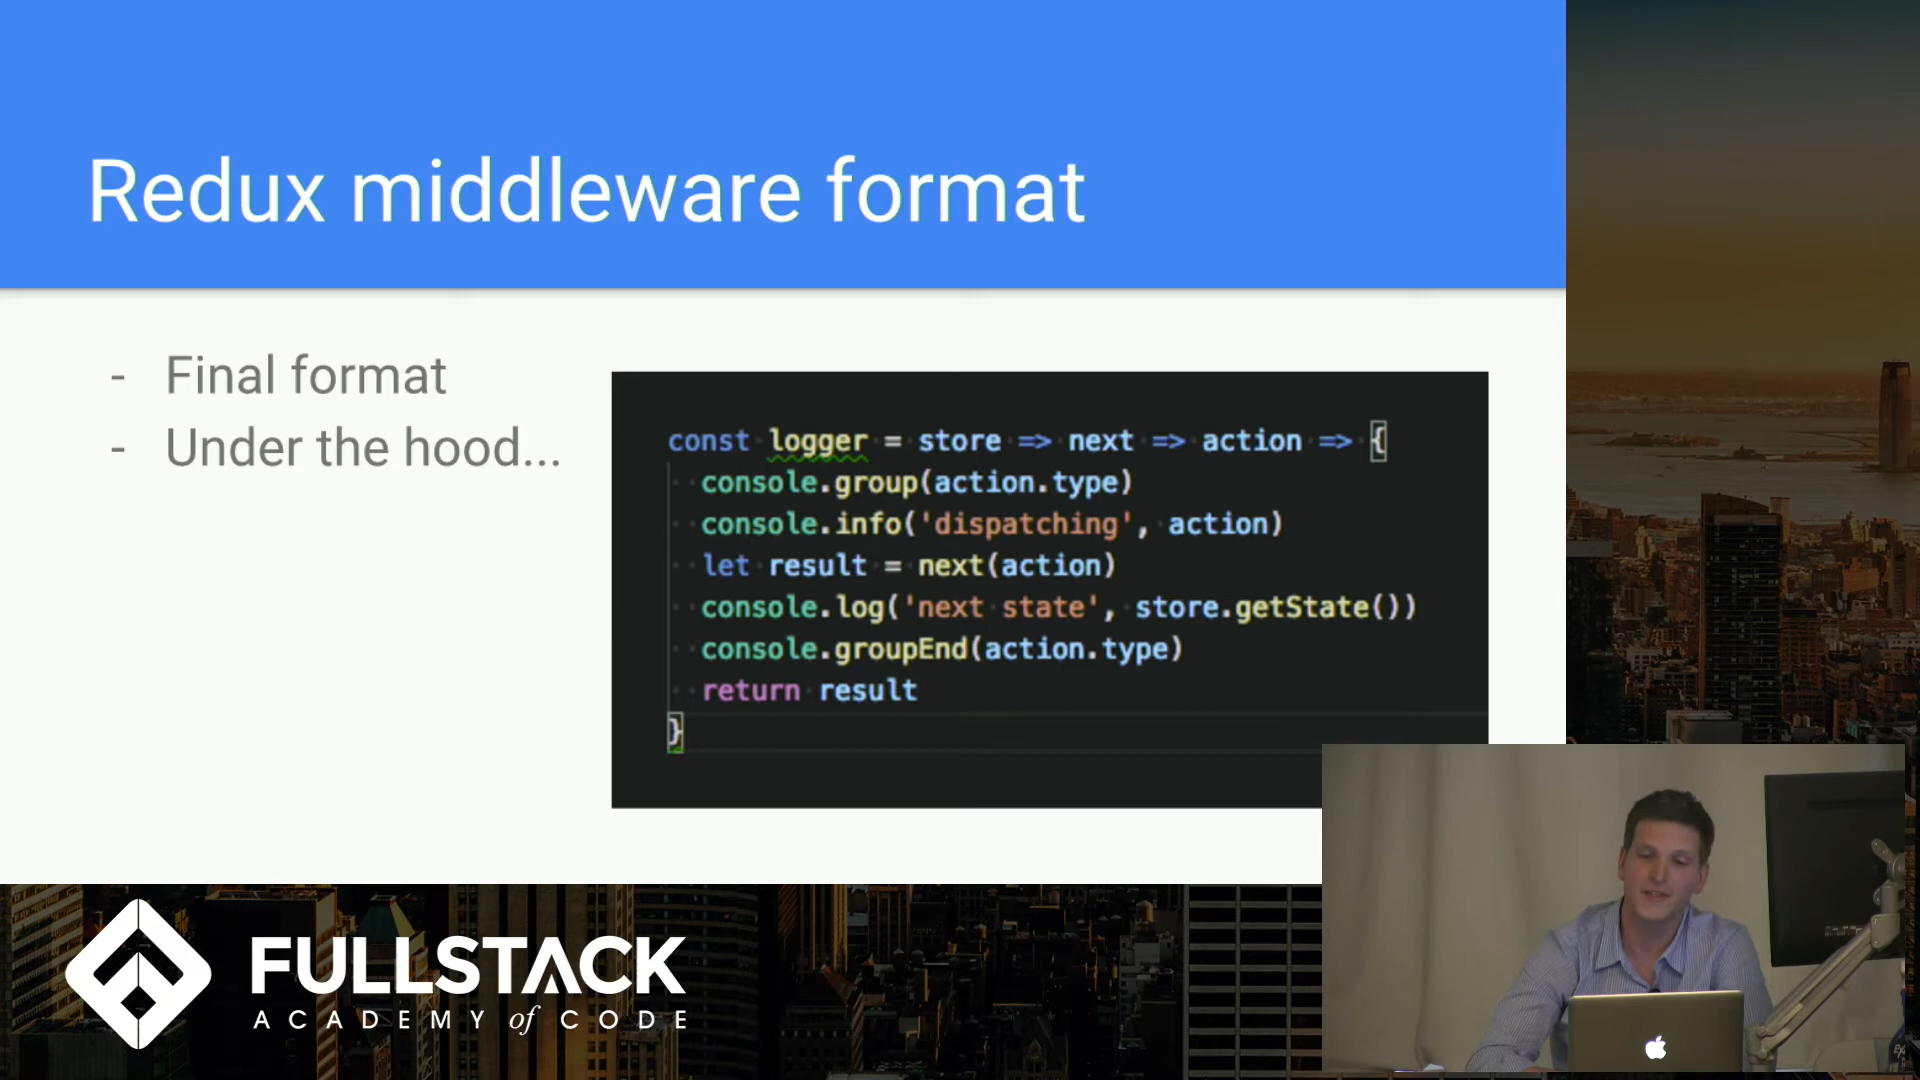 Redux middleware format
- Final format
- Under the hood...
const logger = store => next => action => {
console.group(action.type)
console.info('dispatching', action)
let result = next(action)
console.log('next state', store.getState())
console.groupEnd(action.type)
return result
}
FULLSTACK
ACADEMY of CODE